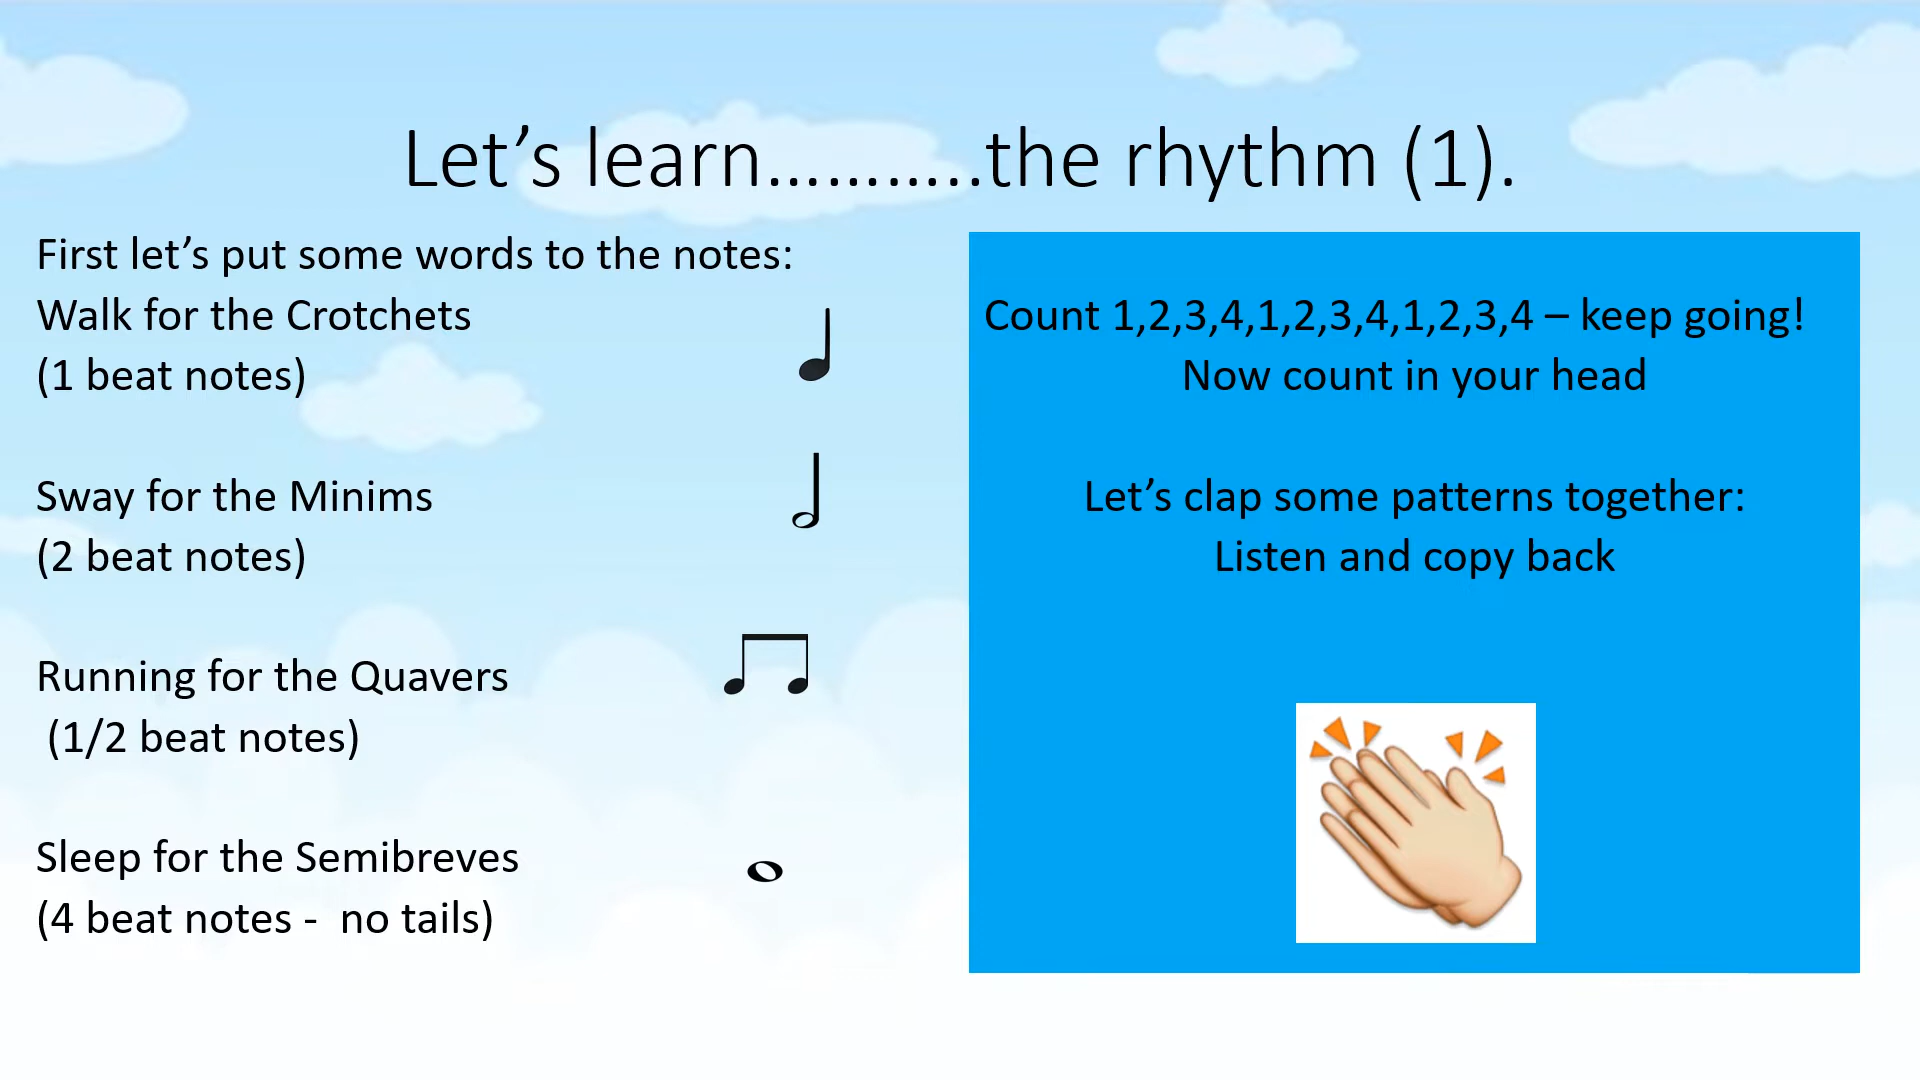 Let’s learn………..the rhythm (1).
First let’s put some words to the notes:
Walk for the Crotchets
(1 beat notes)
Sway for the Minims
(2 beat notes)
Running for the Quavers
(1/2 beat notes)
Sleep for the Semibreves
(4 beat notes -  no tails)
Count 1,2,3,4,1,2,3,4,1,2,3,4 – keep going!
Now count in your head
Let’s clap some patterns together:
Listen and copy back